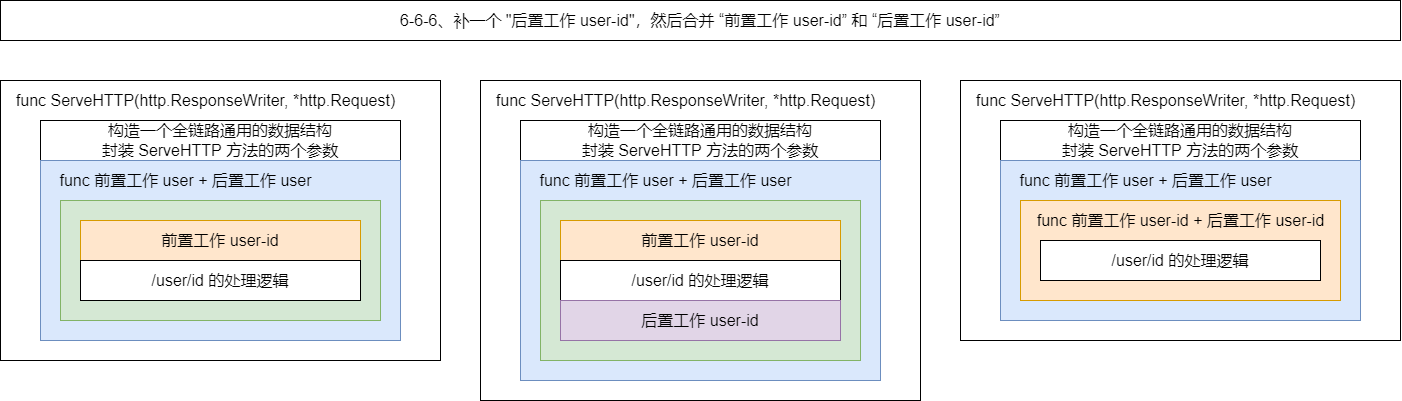 6-6-6、补一个 "后置工作 user-id"，然后合并 “前置工作 user-id” 和 “后置工作 user-id”
func ServeHTTP(http.ResponseWriter, *http.Request)
构造一个全链路通用的数据结构
封装 ServeHTTP 方法的两个参数
func 前置工作 user + 后置工作 user
前置工作 user-id
/user/id 的处理逻辑
func ServeHTTP(http.ResponseWriter, *http.Request)
构造一个全链路通用的数据结构
封装 ServeHTTP 方法的两个参数
func 前置工作 user + 后置工作 user
前置工作 user-id
/user/id 的处理逻辑
后置工作 user-id
func ServeHTTP(http.ResponseWriter, *http.Request)
构造一个全链路通用的数据结构
封装 ServeHTTP 方法的两个参数
func 前置工作 user + 后置工作 user
func 前置工作 user-id + 后置工作 user-id
/user/id 的处理逻辑